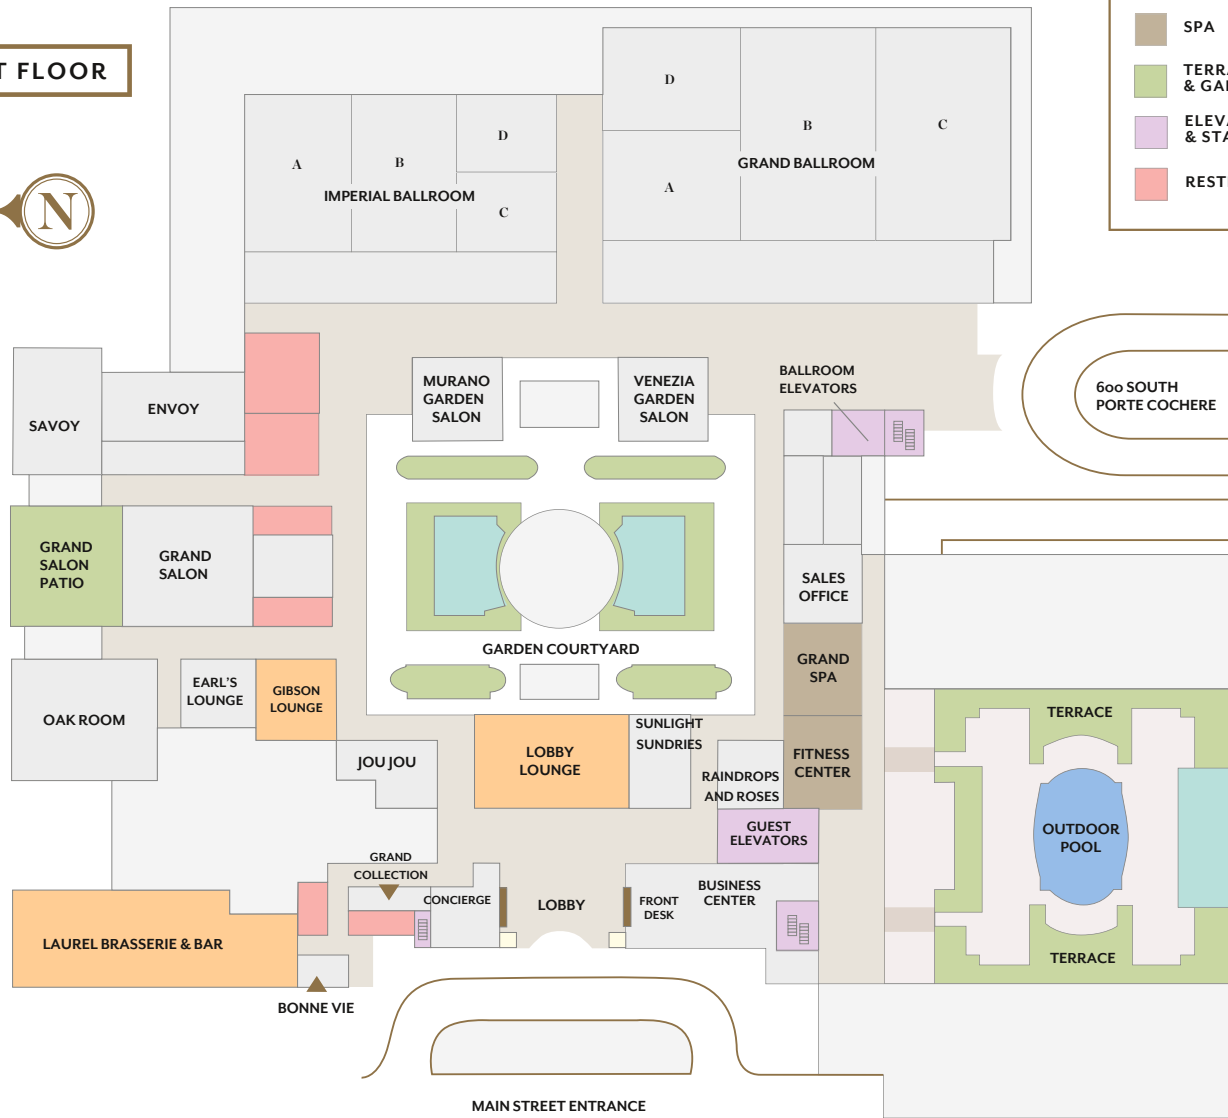 T FLOOR
N
SPA
TERRA
& GA
ELEVA
& STA
REST
A
B
D
C
IMPERIAL BALLROOM
D
A
B
C
GRAND BALLROOM
BALLROOM
ELEVATORS
600 SOUTH
PORTE COCHERE
SAVOY
ENVOY
MURANO
GARDEN
SALON
VENEZIA
GARDEN
SALON
GRAND
SALON
PATIO
GRAND
SALON
SALES
OFFICE
GARDEN COURTYARD
GRAND
SPA
OAK ROOM
EARL'S
LOUNGE
GIBSON
LOUNGE
JOU JOU
LOBBY
LOUNGE
SUNLIGHT
SUNDRIES
RAINDROPS
AND ROSES
FITNESS
CENTER
TERRACE
OUTDOOR
POOL
TERRACE
GUEST
ELEVATORS
GRAND
COLLECTION
CONCIERGE
LOBBY
FRONT
DESK
BUSINESS
CENTER
LAUREL BRASSERIE & BAR
BONNE VIE
MAIN STREET ENTRANCE